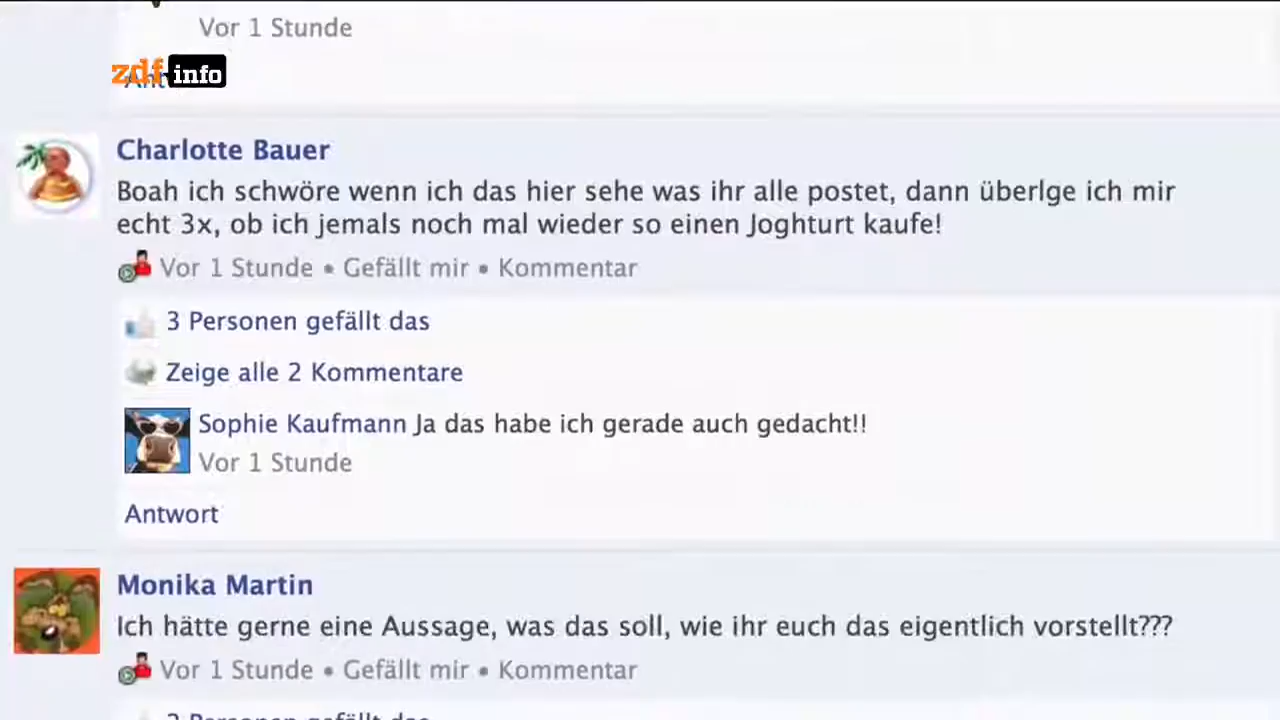 Vor 1 Stunde
zdf info
Charlotte Bauer
Boah ich schwöre wenn ich das hier sehe was ihr alle postet, dann überlge ich mir
echt 3x, ob ich jemals noch mal wieder so einen Joghturt kaufe!
Vor 1 Stunde • Gefällt mir • Kommentar
3 Personen gefällt das
Zeige alle 2 Kommentare
Sophie Kaufmann Ja das habe ich gerade auch gedacht!!
Vor 1 Stunde
Antwort
Monika Martin
Ich hätte gerne eine Aussage, was das soll, wie ihr euch das eigentlich vorstellt???
Vor 1 Stunde • Gefällt mir • Kommentar
Personen gefällt das